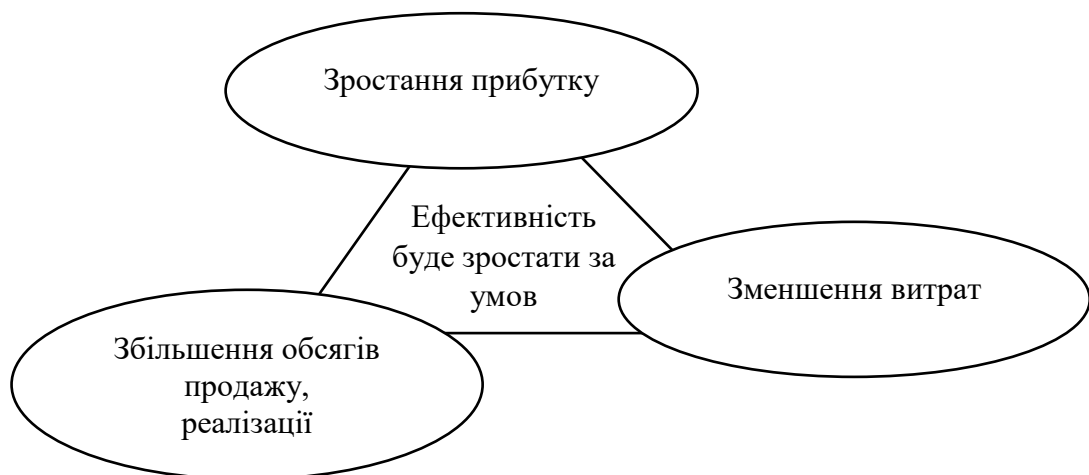 Зростання прибутку
Ефективність
буде зростати за
умов
Зменшення витрат
Збільшення обсягів
продажу,
реалізації